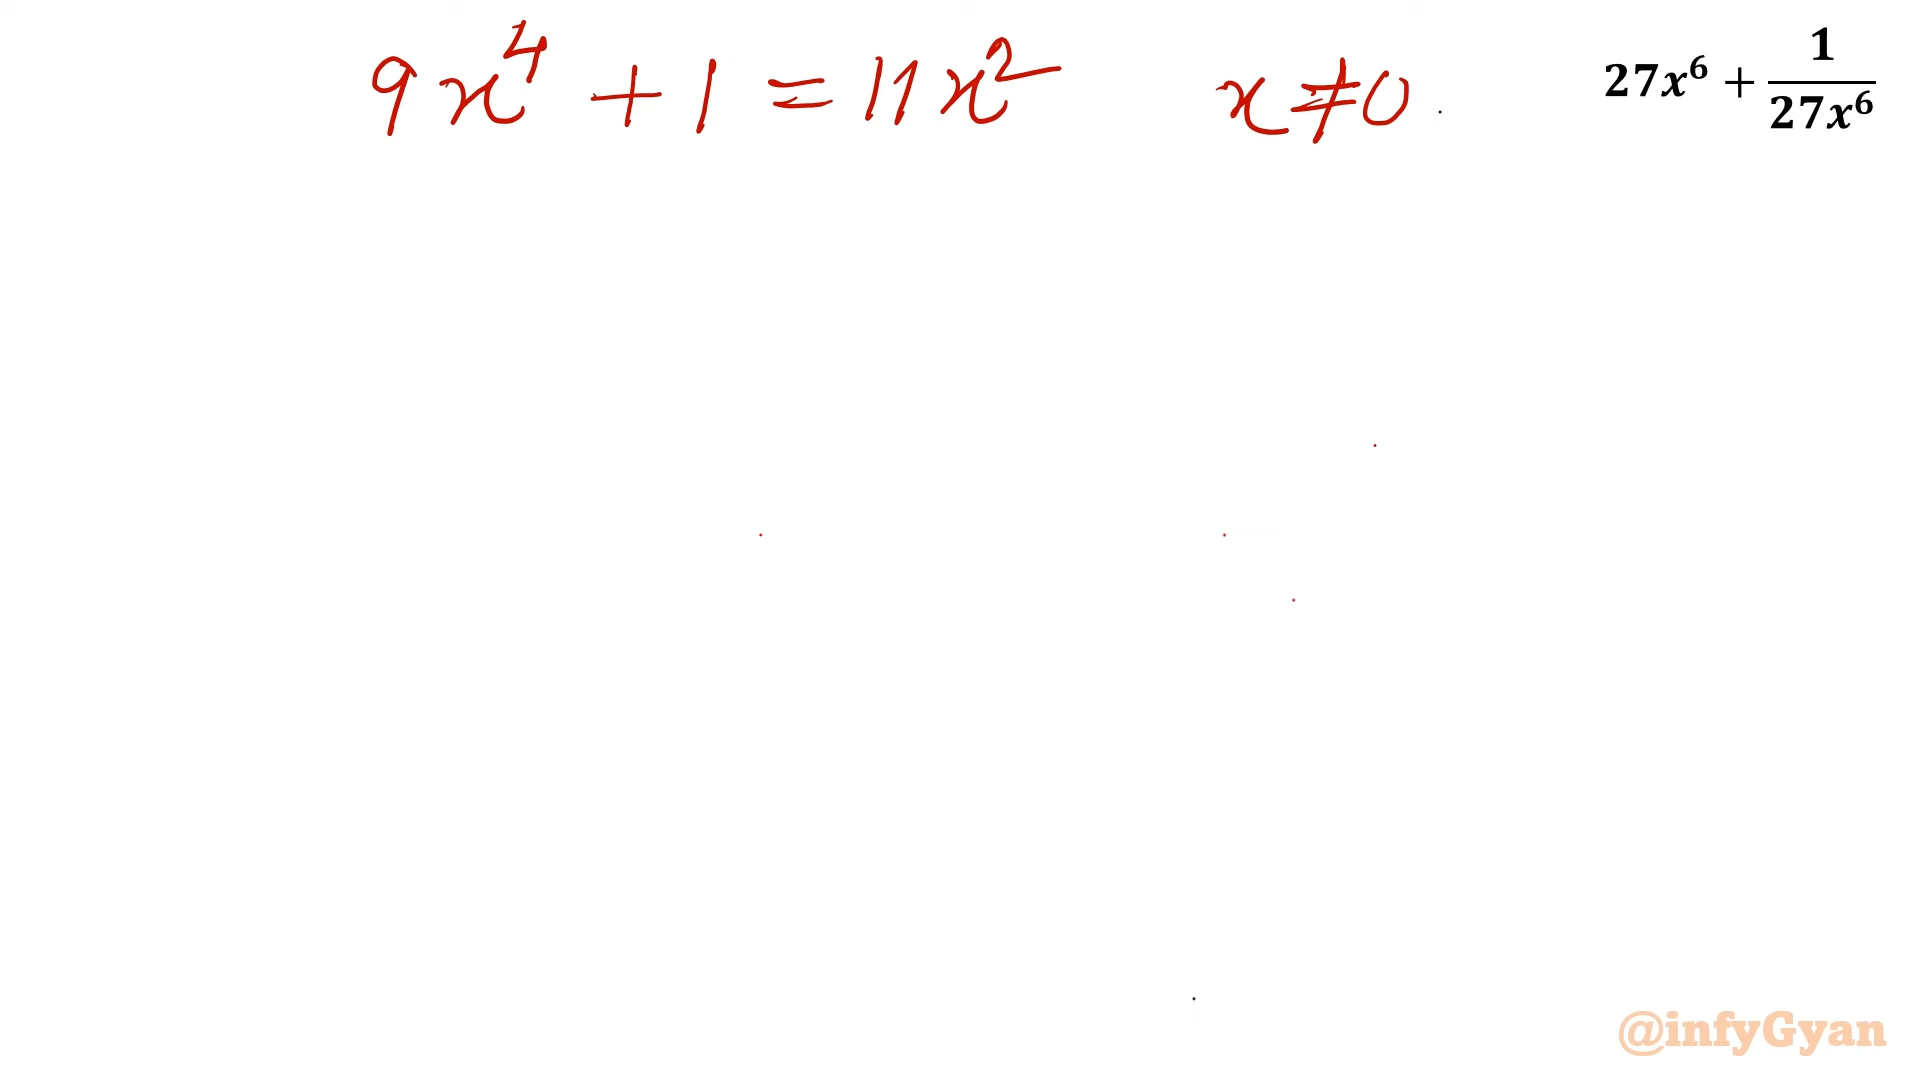 9x⁴ + 1 = 11x² x ≠ 0 27x⁶ + 1/27x⁶
@infyGyan